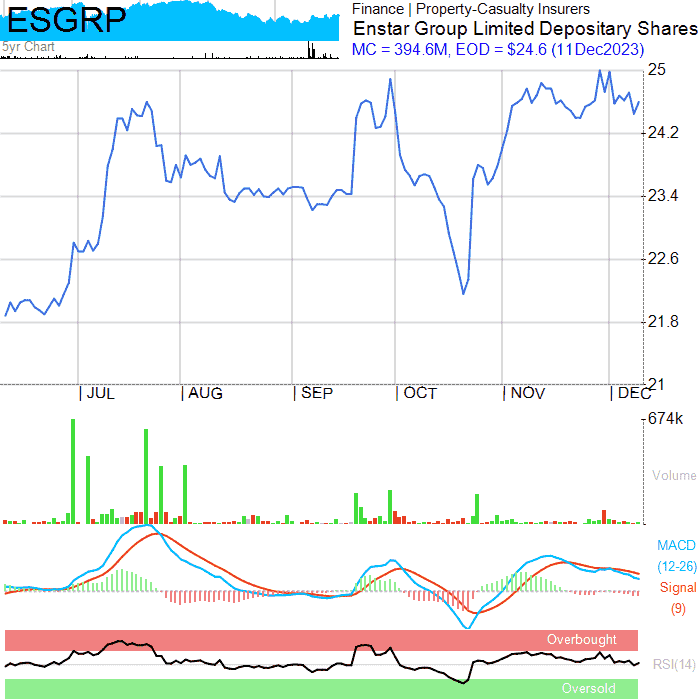 ESGRP
5yr Chart
Finance | Property-Casualty Insurers
Enstar Group Limited Depositary Shares
MC = 394.6M, EOD = $24.6 (11Dec2023)
25
24.2
23.4
22.6
21.8
21
| JUL | AUG | SEP | OCT | NOV | DEC
674k
Volume
MACD
(12-26)
Signal
(9)
Overbought
RSI(14)
Oversold